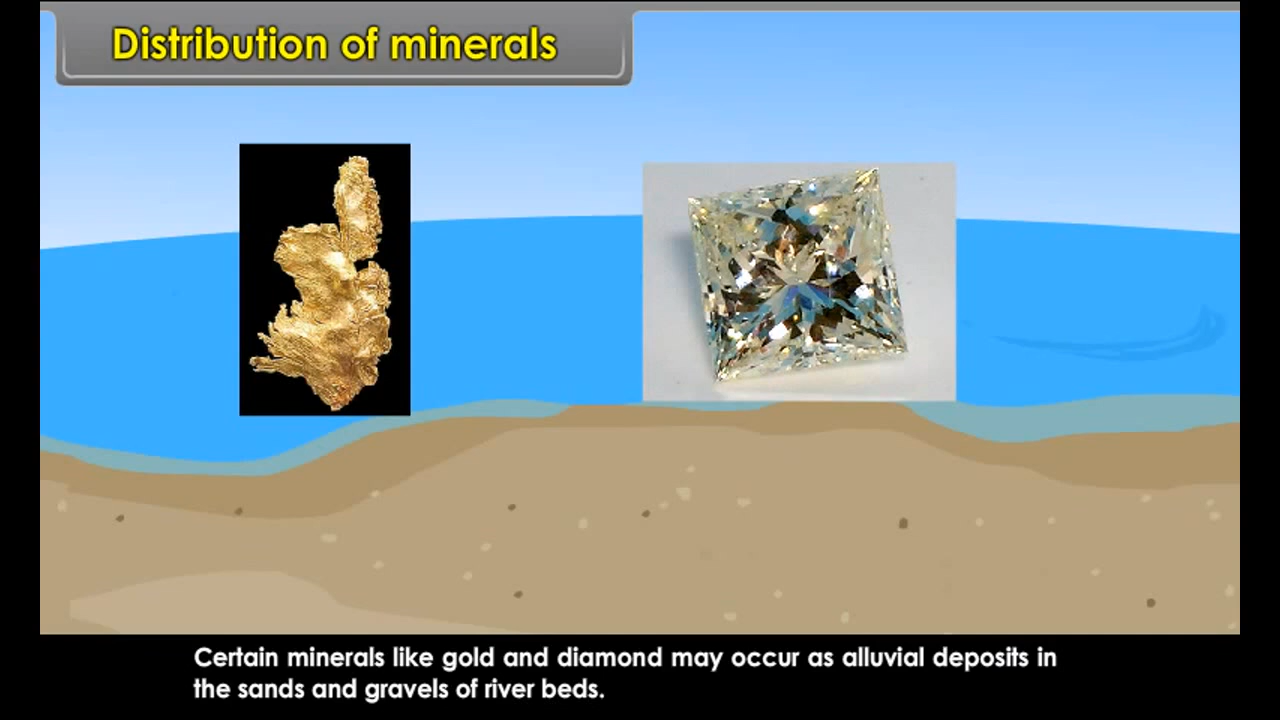 Distribution of minerals
Certain minerals like gold and diamond may occur as alluvial deposits in
the sands and gravels of river beds.